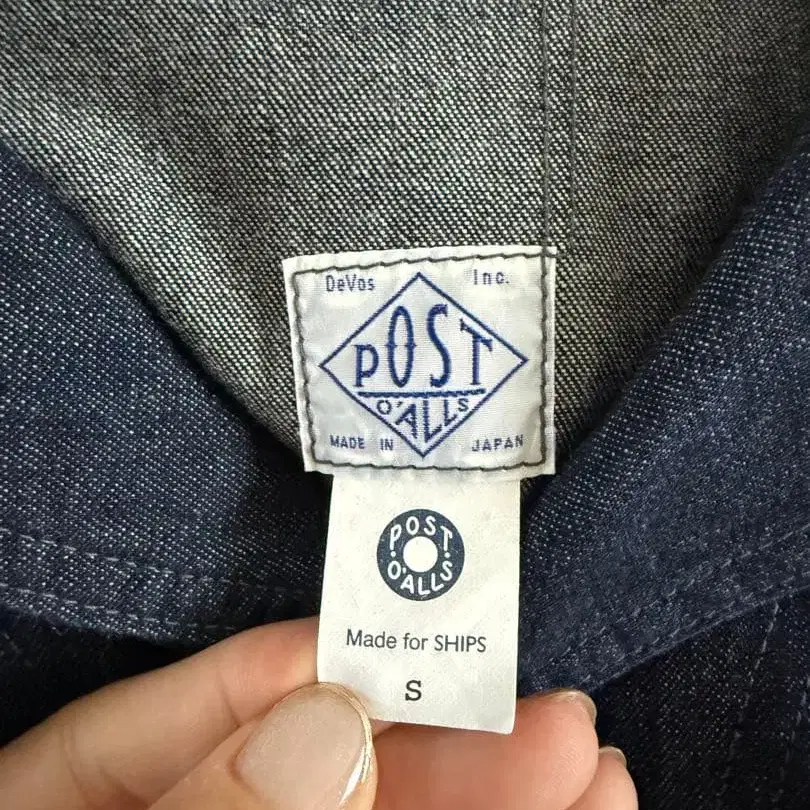 DeVos Inc.
POST
O'ALLS
MADE IN JAPAN
POST
O'ALLS
Made for SHIPS
S